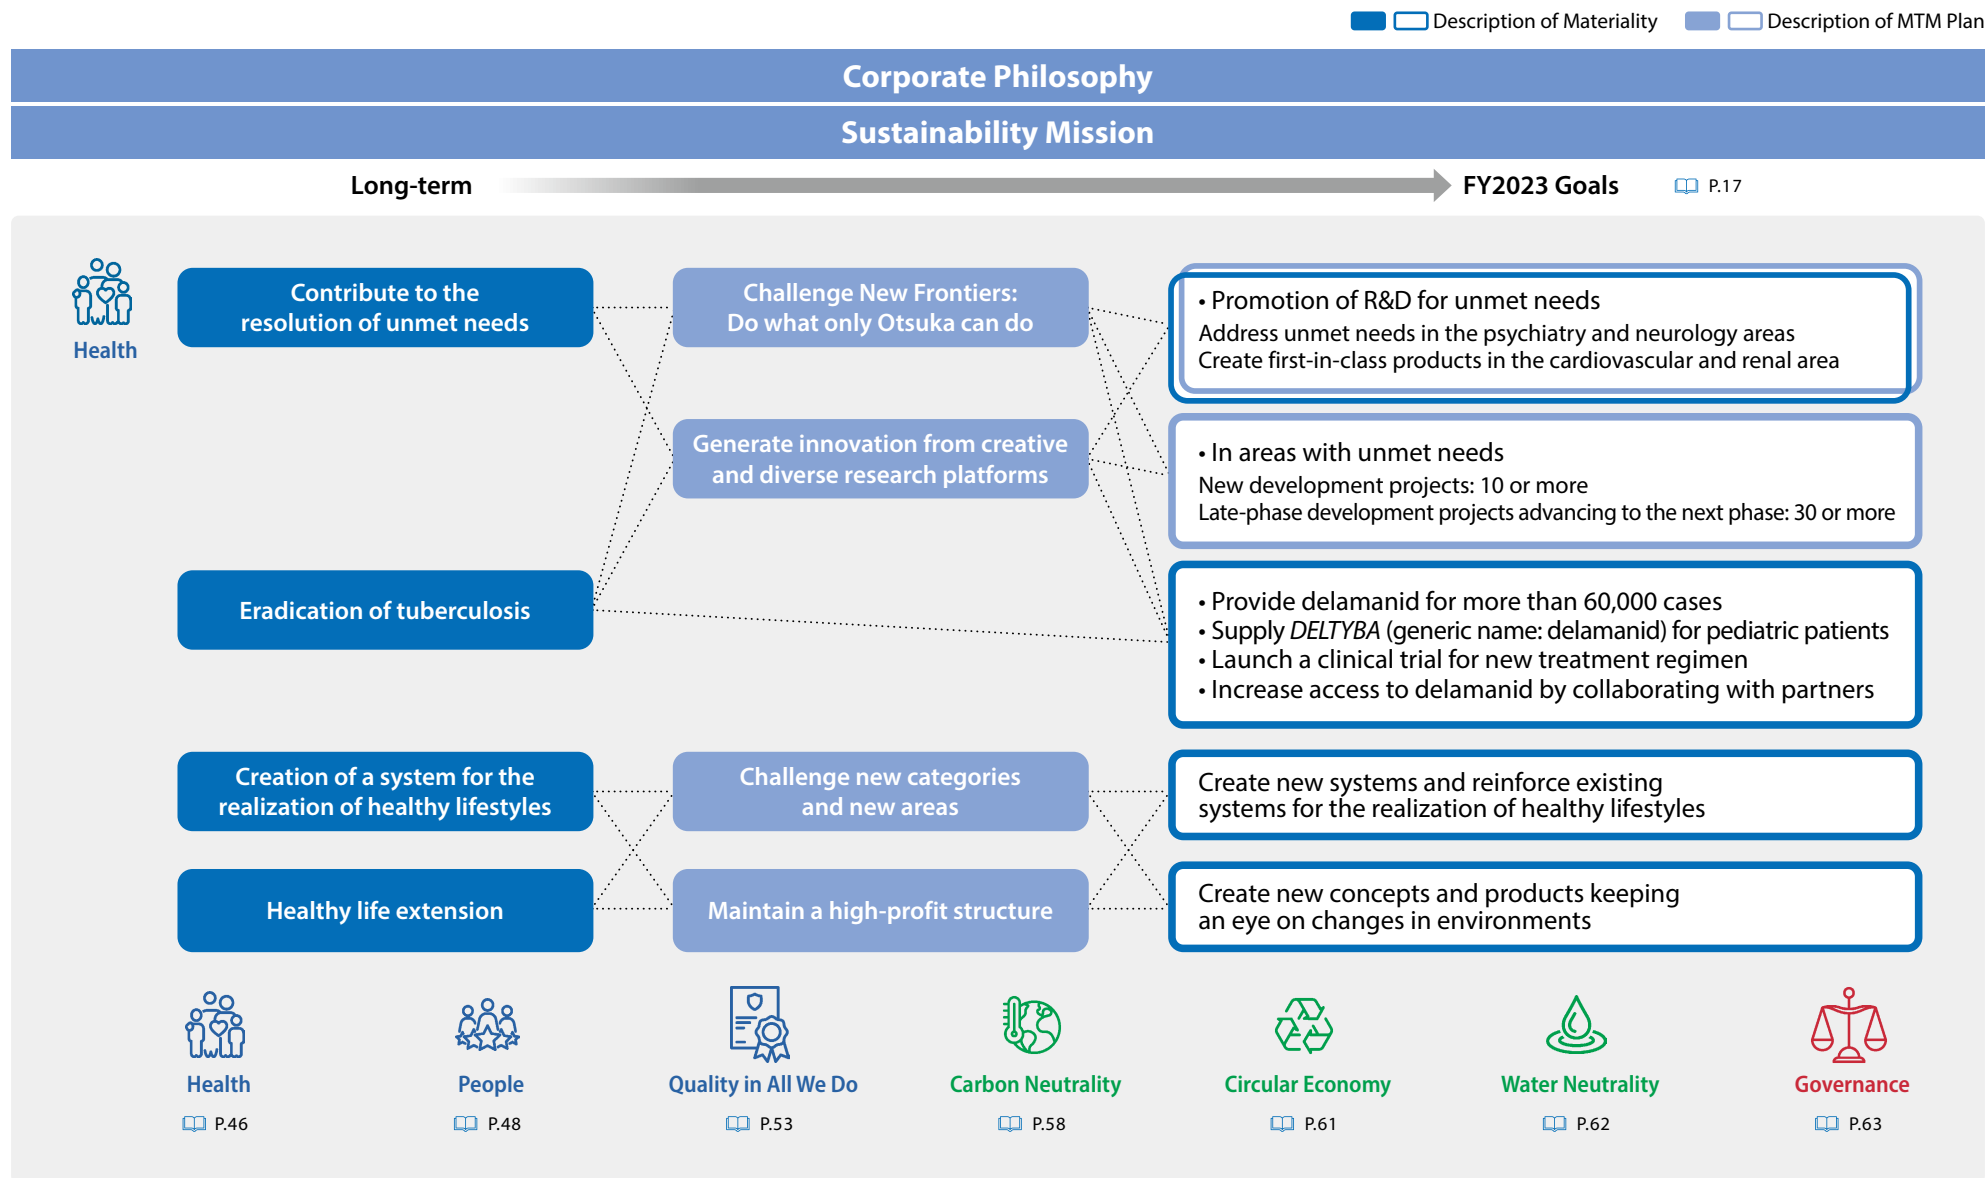 Description of Materiality
Description of MTM Plan
Corporate Philosophy
Sustainability Mission
Long-term
FY2023 Goals
P.17
Health
Contribute to the
resolution of unmet needs
Challenge New Frontiers:
Do what only Otsuka can do
• Promotion of R&D for unmet needs
Address unmet needs in the psychiatry and neurology areas
Create first-in-class products in the cardiovascular and renal area
Generate innovation from creative
and diverse research platforms
• In areas with unmet needs
New development projects: 10 or more
Late-phase development projects advancing to the next phase: 30 or more
Eradication of tuberculosis
• Provide delamanid for more than 60,000 cases
• Supply DELTYBA (generic name: delamanid) for pediatric patients
• Launch a clinical trial for new treatment regimen
• Increase access to delamanid by collaborating with partners
Creation of a system for the
realization of healthy lifestyles
Challenge new categories
and new areas
Create new systems and reinforce existing
systems for the realization of healthy lifestyles
Healthy life extension
Maintain a high-profit structure
Create new concepts and products keeping
an eye on changes in environments
Health
People
Quality in All We Do
Carbon Neutrality
Circular Economy
Water Neutrality
Governance
P.46
P.48
P.53
P.58
P.61
P.62
P.63